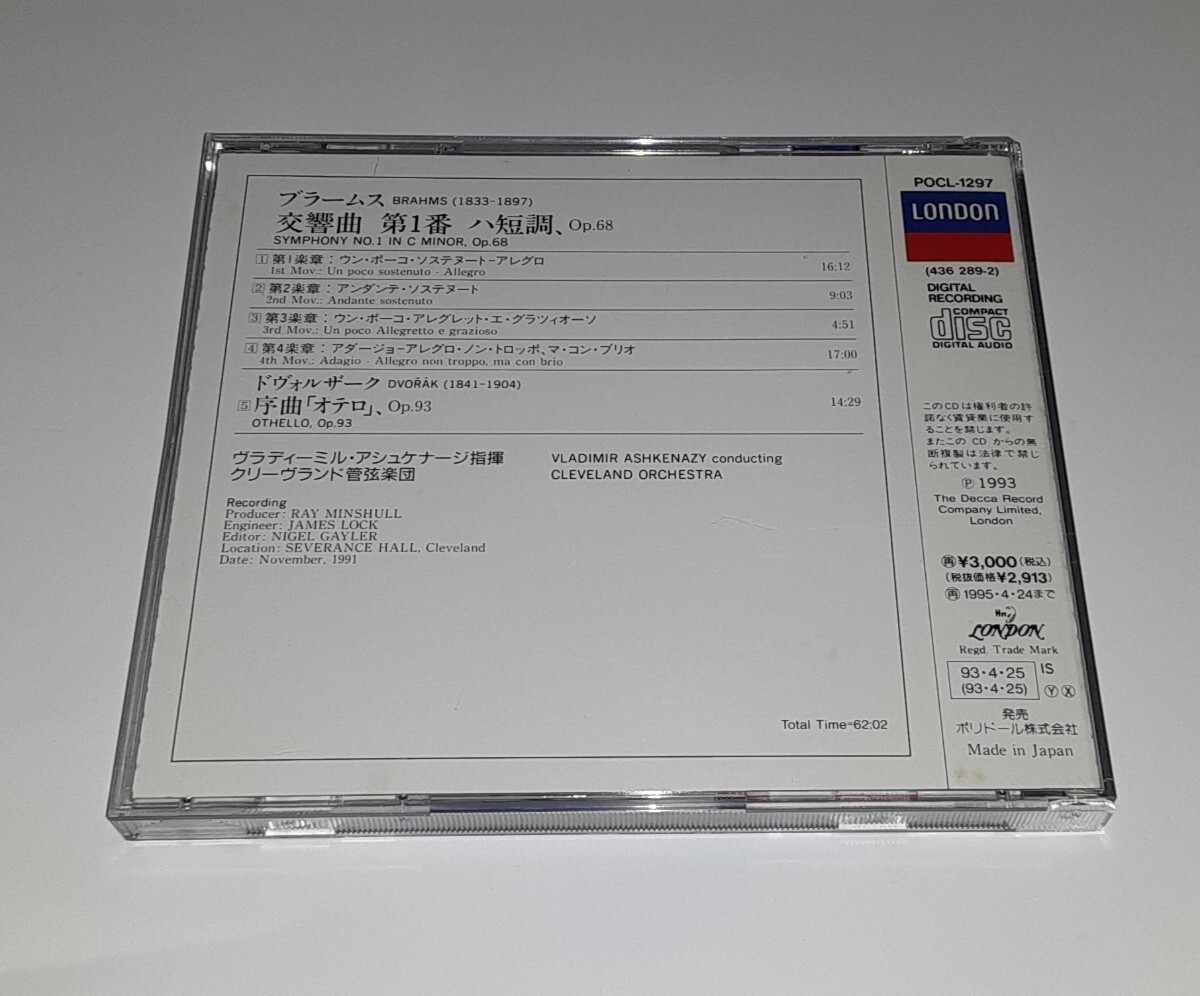 ブラームス BRAHMS (1833-1897)
交響曲 第1番 ハ短調、Op.68
SYMPHONY NO.1 IN C MINOR, Op.68
1 第1楽章：ウン・ポーコ・ソステヌート-アレグロ 16:12
1st Mov.: Un poco sostenuto - Allegro
2 第2楽章：アンダンテ・ソステヌート 9:03
2nd Mov.: Andante sostenuto
3 第3楽章：ウン・ポーコ・アレグレット・エ・グラツィオーソ 4:51
3rd Mov.: Un poco Allegretto e grazioso
4 第4楽章：アダージョ-アレグロ・ノン・トロッポ、マ・コン・ブリオ 17:00
4th Mov.: Adagio - Allegro non troppo, ma con brio
ドヴォルザーク DVOŘÁK (1841-1904)
5 序曲「オテロ」、Op.93 14:29
OTHELLO, Op.93
ヴラディーミル・アシュケナージ指揮 VLADIMIR ASHKENAZY conducting
クリーヴランド管弦楽団 CLEVELAND ORCHESTRA
Recording
Producer: RAY MINSHULL
Engineer: JAMES LOCK
Editor: NIGEL GAYLER
Location: SEVERANCE HALL, Cleveland
Date: November, 1991
Total Time=62:02
POCL-1297
LONDON
(436 289-2)
DIGITAL
RECORDING
COMPACT
disc
DIGITAL AUDIO
このCDは権利者の許
諾なく賃貸業に使用す
ることを禁じます。
またこの CD からの無
断複製は法律で禁じ
られています。
Ⓟ 1993
The Decca Record
Company Limited,
London
再 ¥3,000 (税込)
(税抜価格¥2,913)
再 1995・4・24まで
LONDON
Regd. Trade Mark
93・4・25 IS
(93・4・25) Ⓨ Ⓧ
発売
ポリドール株式会社
Made in Japan